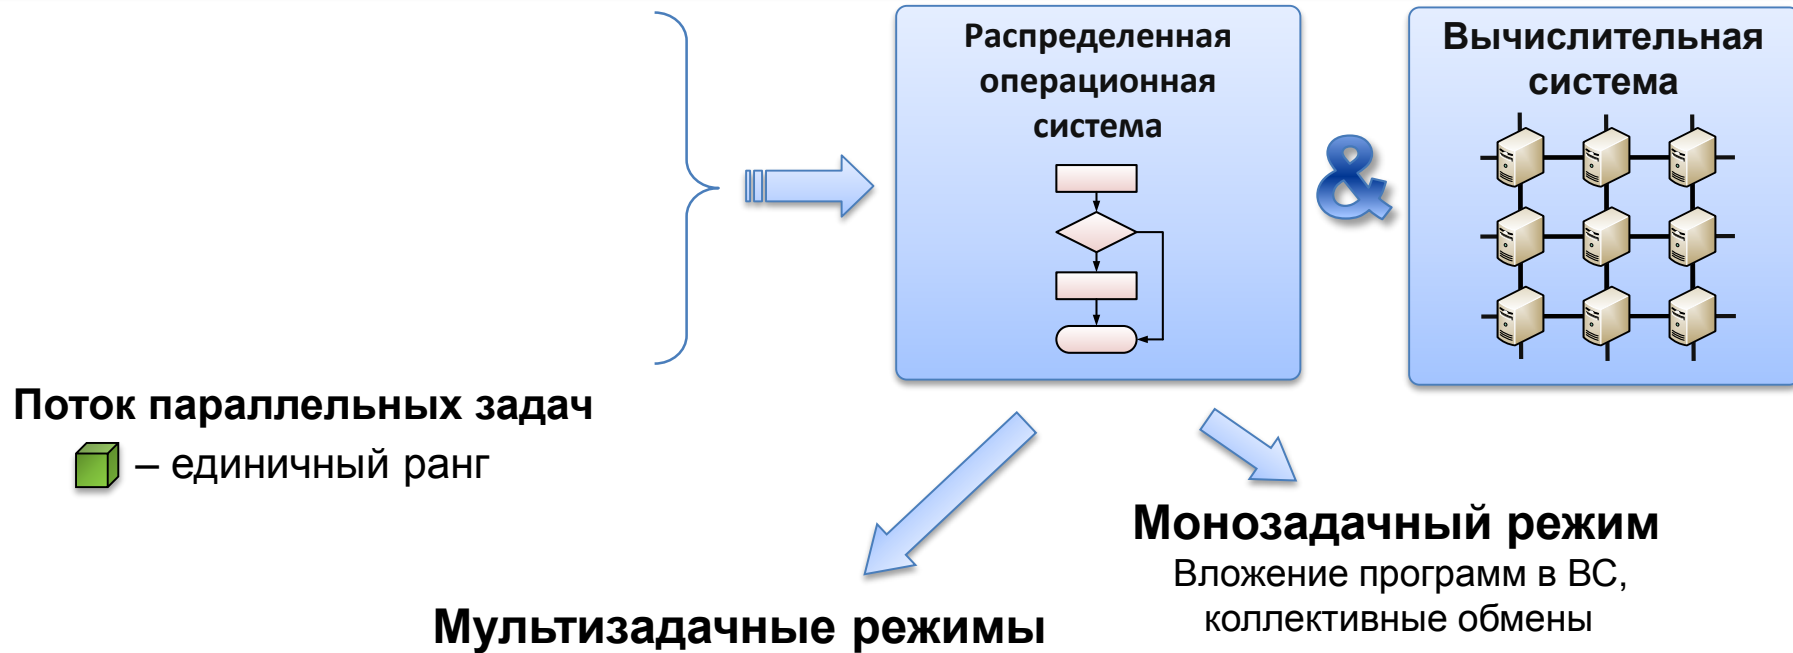 Распределенная
операционная
система
&
Вычислительная
система
Поток параллельных задач
– единичный ранг
Монозадачный режим
Вложение программ в ВС,
коллективные обмены
Мультизадачные режимы